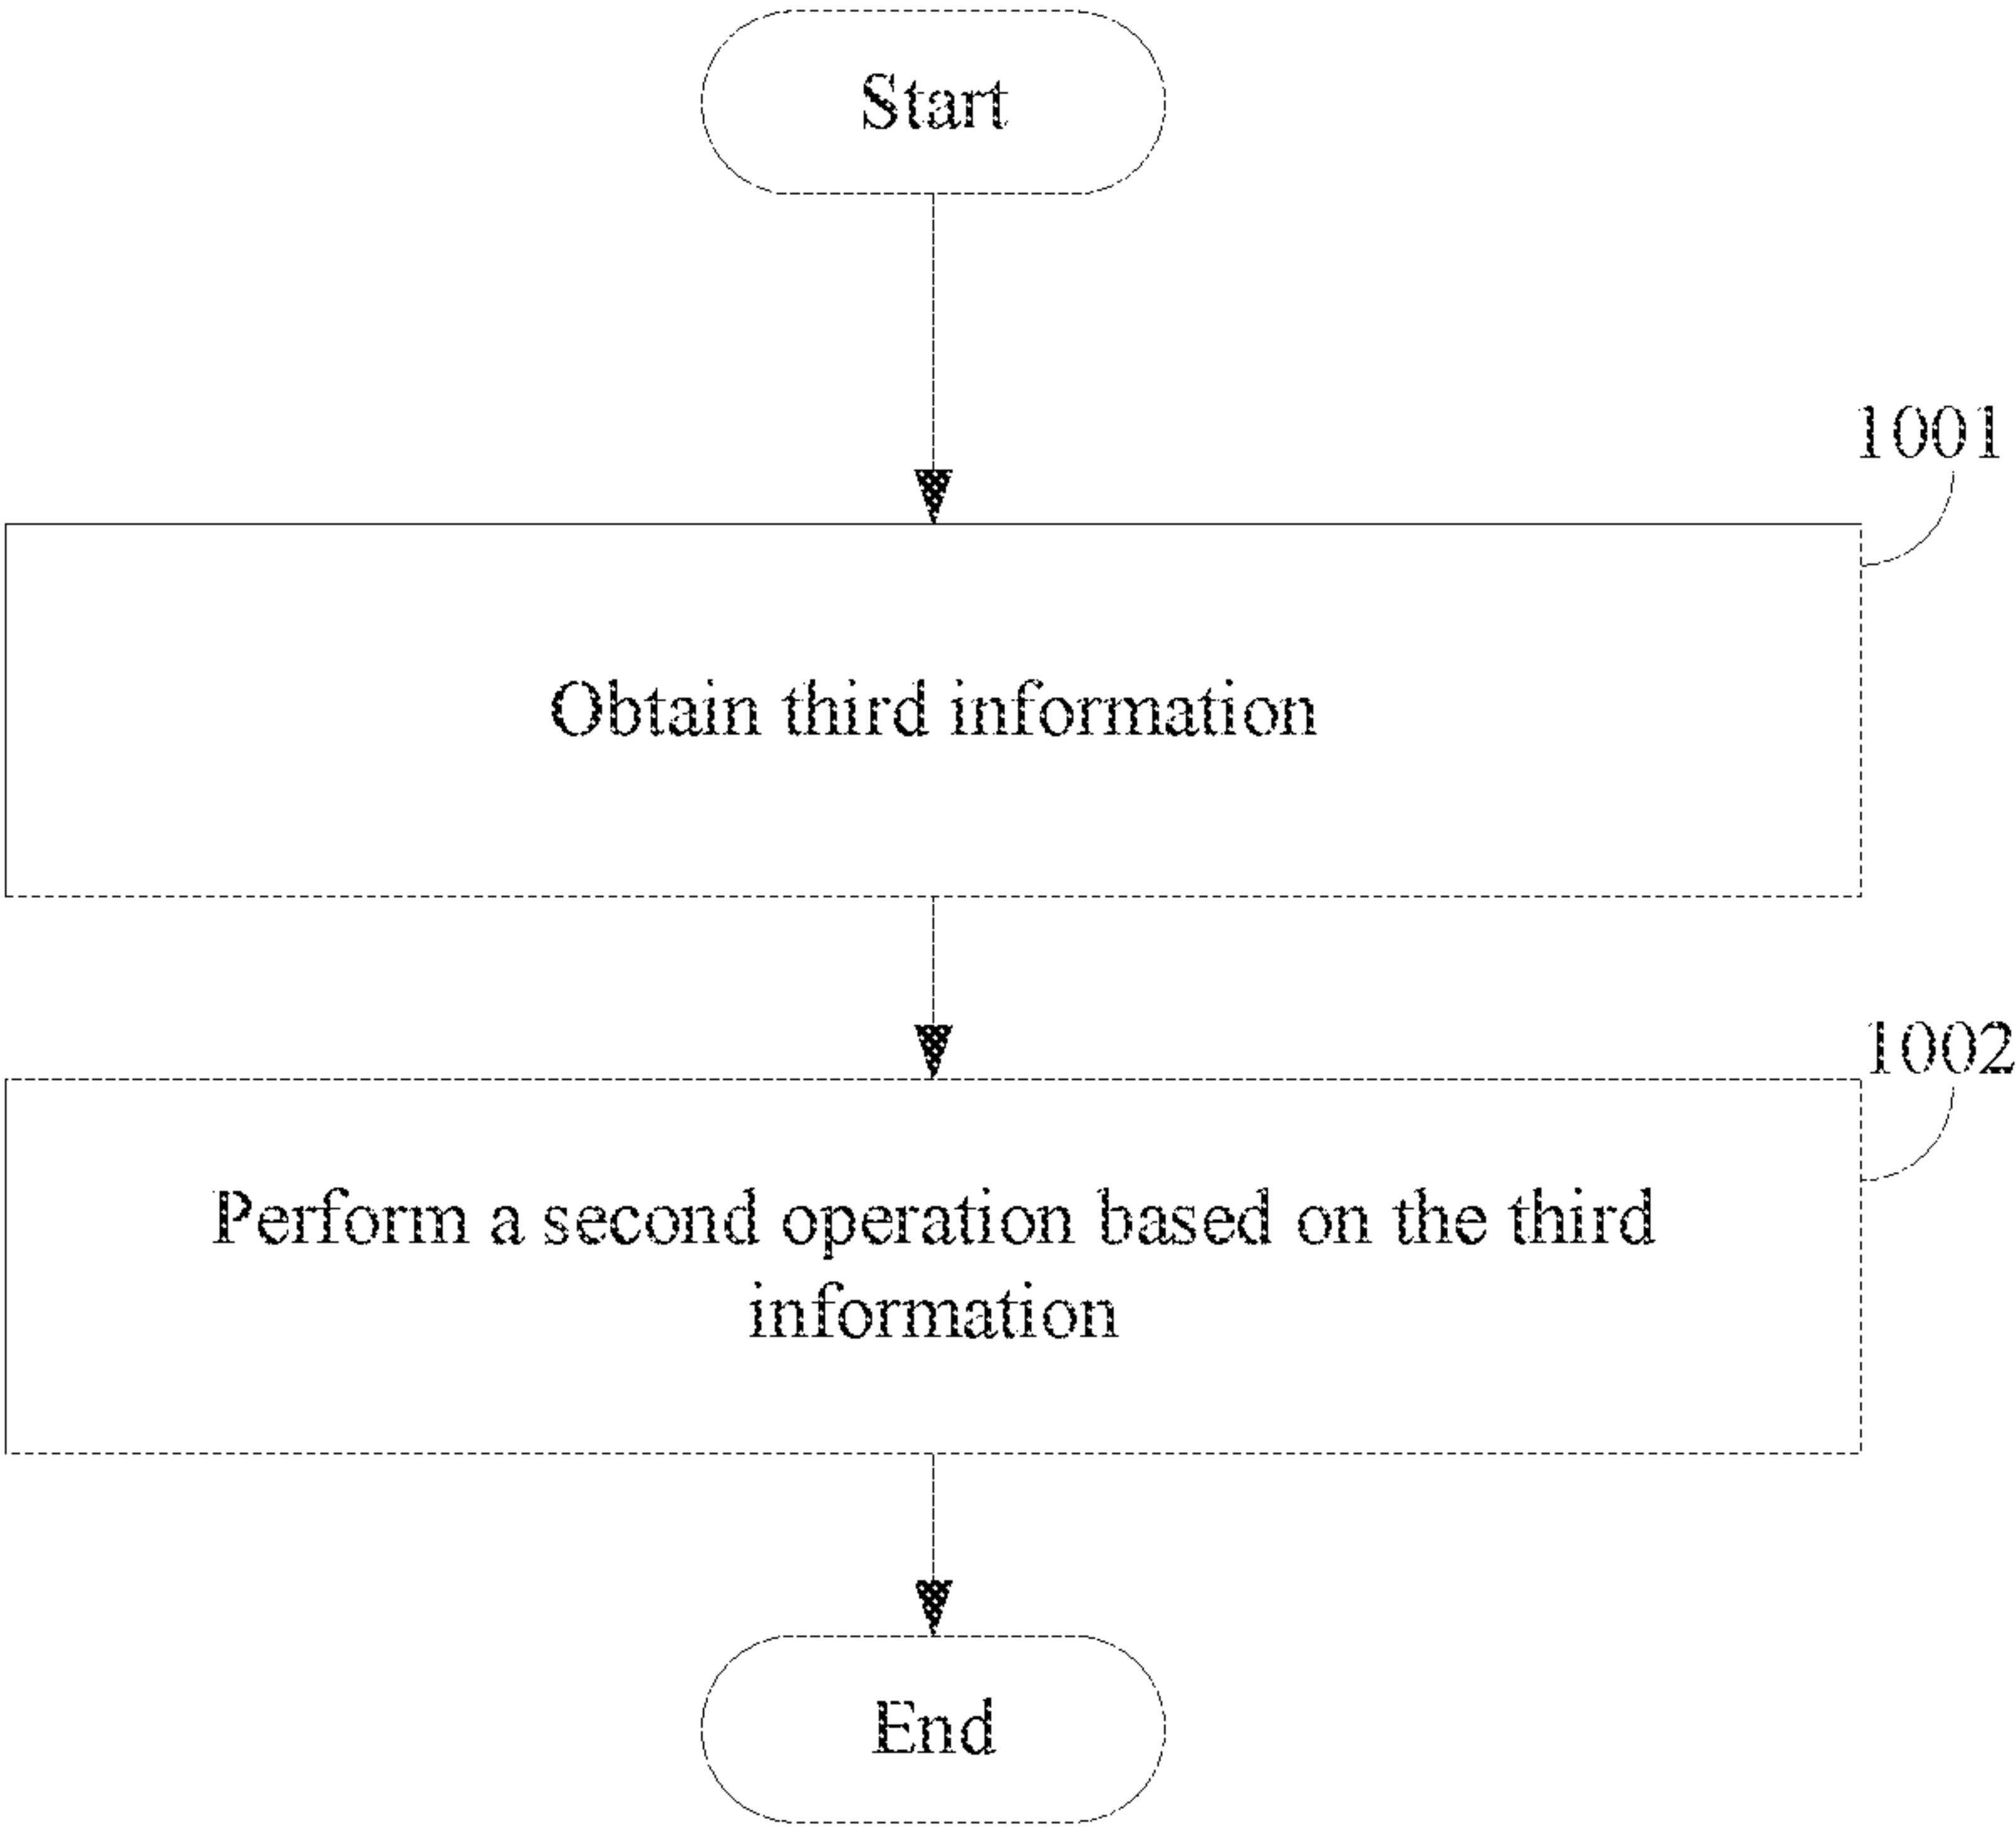 Start
1001
Obtain third information
1002
Perform a second operation based on the third
information
End